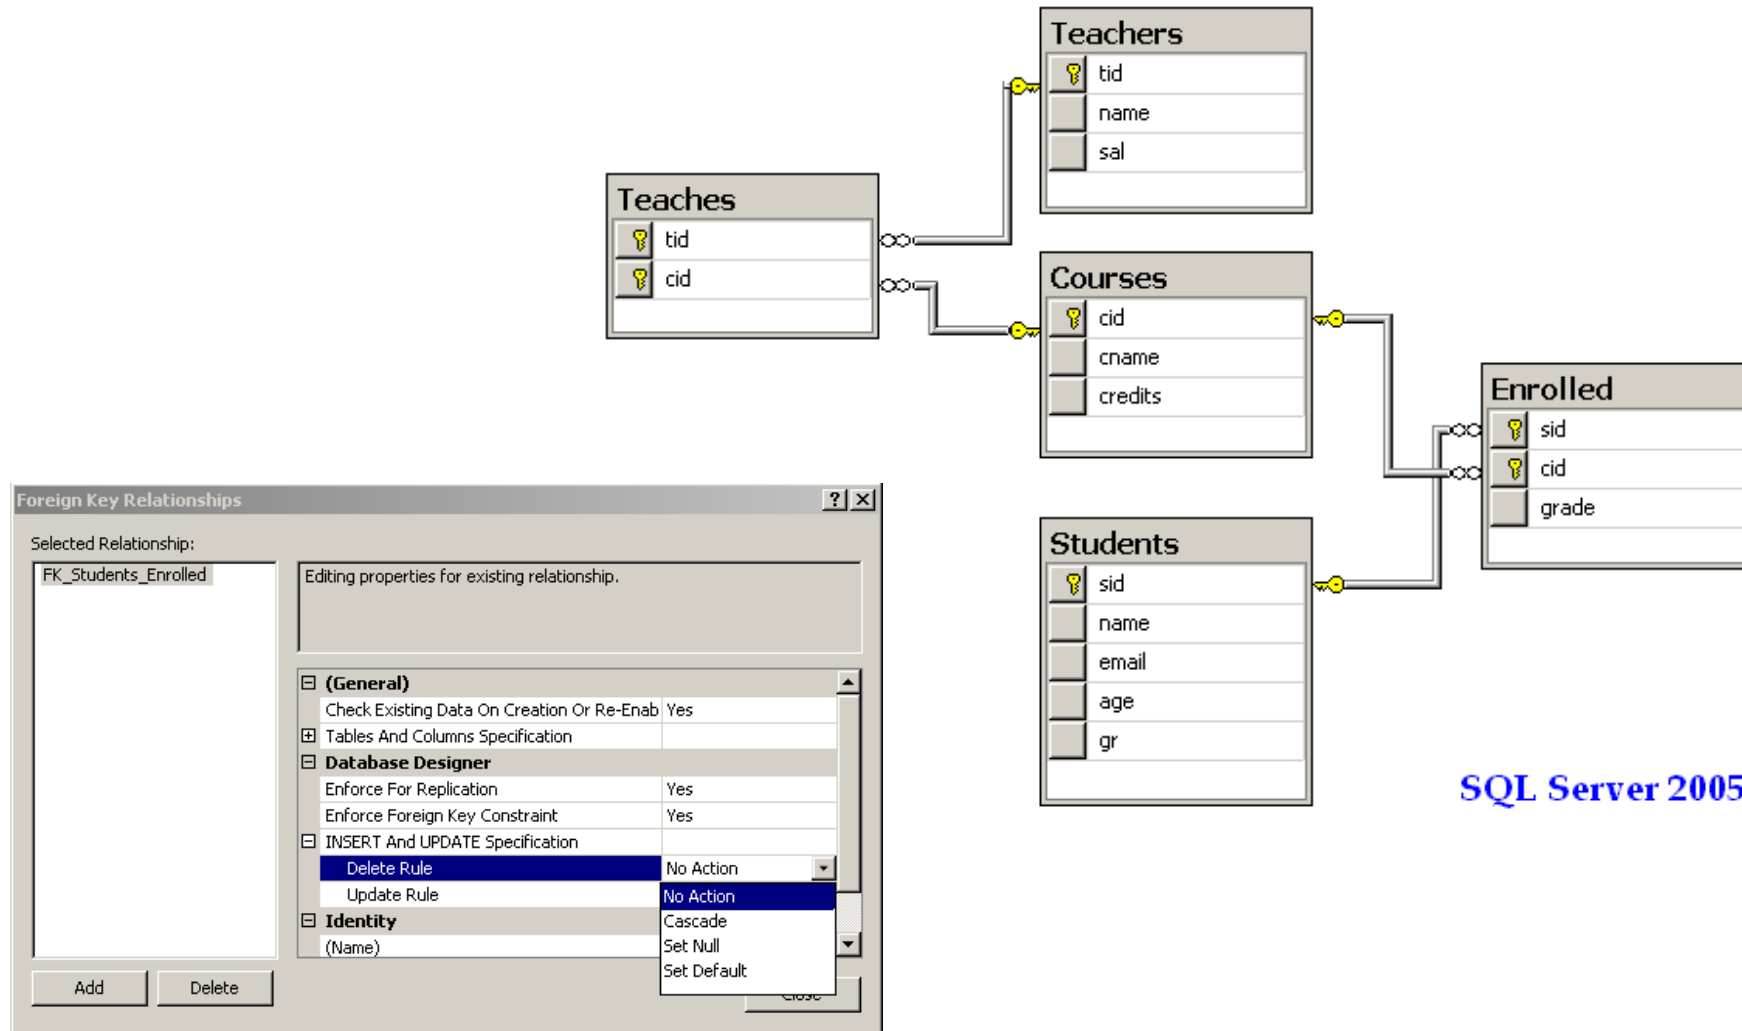 Teachers
tid
name
sal
Teaches
tid
cid
Courses
cid
cname
credits
Enrolled
sid
cid
grade
Students
sid
name
email
age
gr
SQL Server 2005
Foreign Key Relationships
Selected Relationship:
FK_Students_Enrolled
Editing properties for existing relationship.
(General)
Check Existing Data On Creation Or Re-Enab Yes
Tables And Columns Specification
Database Designer
Enforce For Replication Yes
Enforce Foreign Key Constraint Yes
INSERT And UPDATE Specification
Delete Rule No Action
Update Rule
No Action
Identity
Cascade
(Name)
Set Null
Set Default
Add Delete
Close